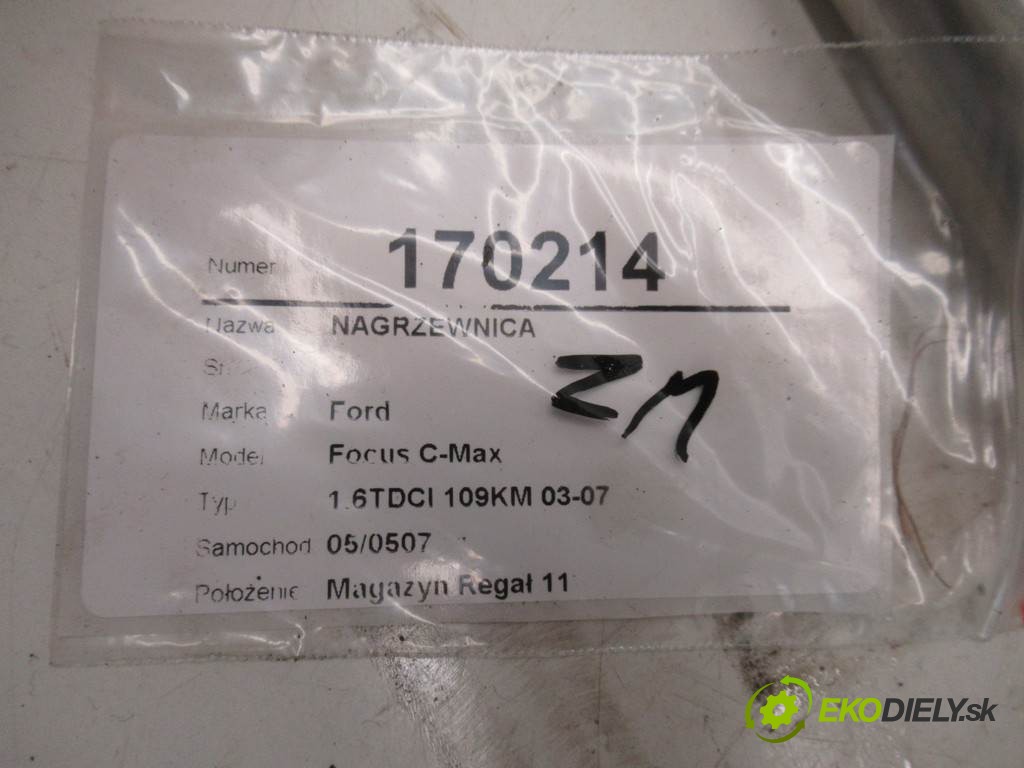 Numer 170214
Nazwa NAGRZEWNICA
Marka Ford
Model Focus C-Max
Typ 1.6TDCI 109KM 03-07
Samochod 05/0507
Położenie Magazyn Regał 11
ZM
EKODIELY.sk